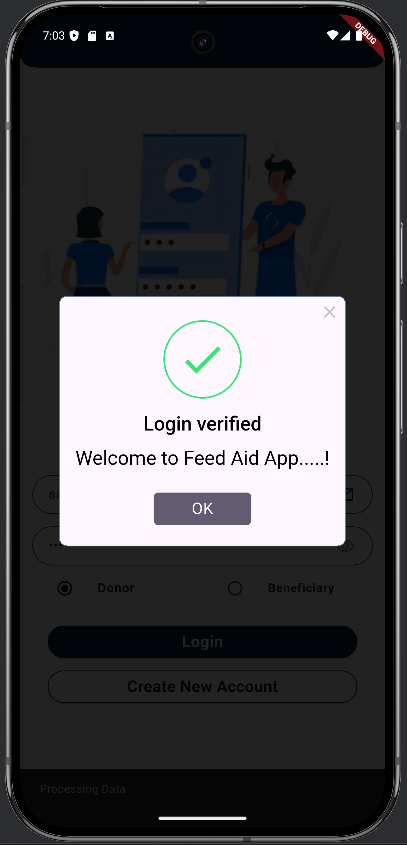 7:03
DEBUG
Login verified
Welcome to Feed Aid App.....!
OK
Donor Beneficiary
Login
Create New Account
Processing Data